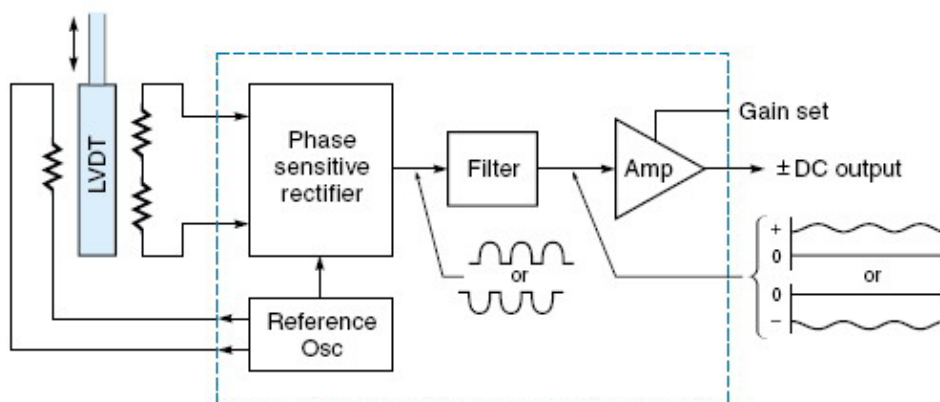 LVDT
Phase
sensitive
rectifier
Filter
Amp
Gain set
± DC output
or
+
0
or
0
−
Reference
Osc